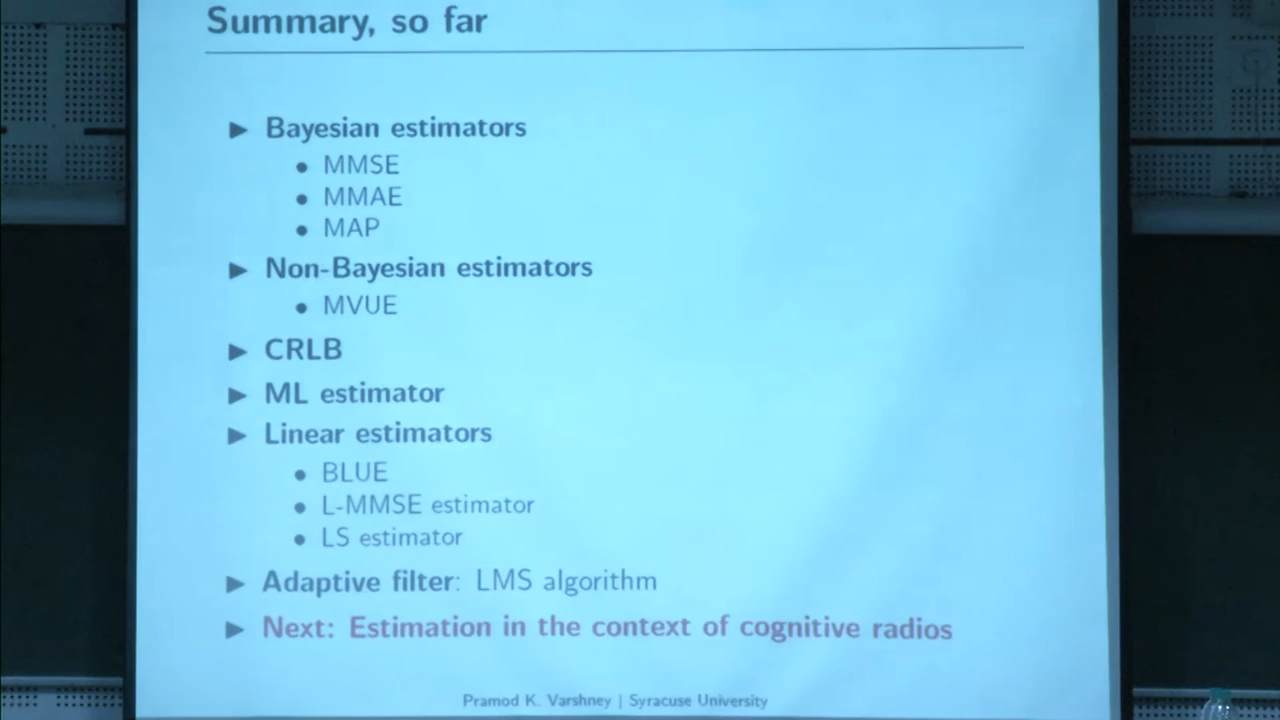 Summary, so far
► Bayesian estimators
• MMSE
• MMAE
• MAP
► Non-Bayesian estimators
• MVUE
► CRLB
► ML estimator
► Linear estimators
• BLUE
• L-MMSE estimator
• LS estimator
► Adaptive filter: LMS algorithm
► Next: Estimation in the context of cognitive radios
Pramod K. Varshney | Syracuse University